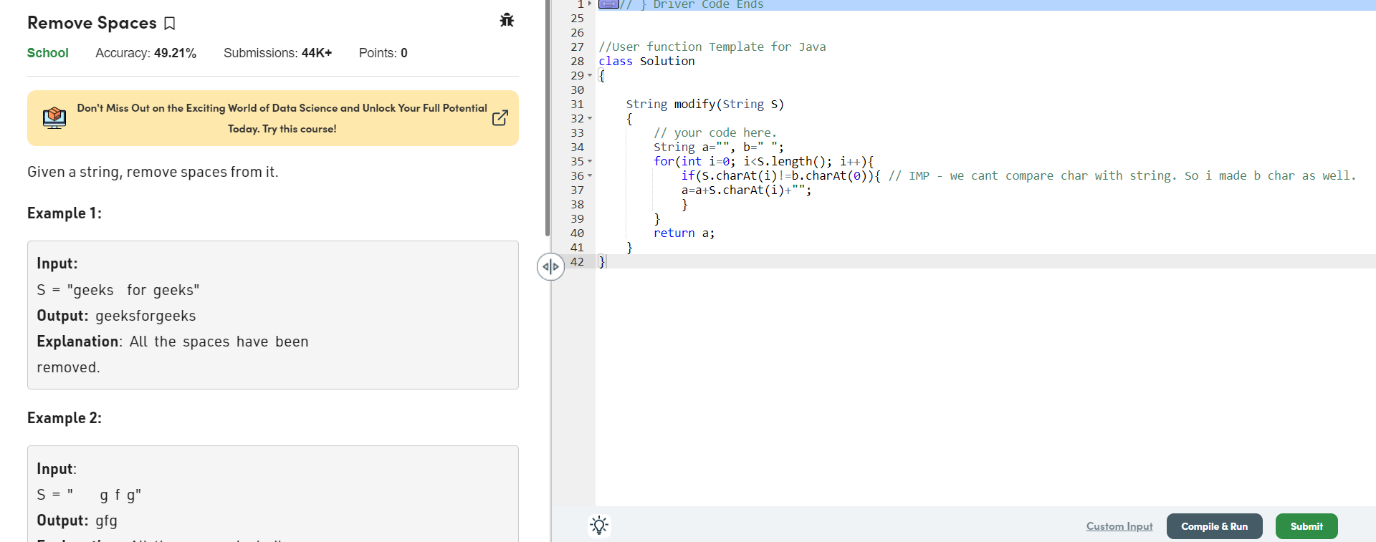 Remove Spaces
School Accuracy: 49.21% Submissions: 44K+ Points: 0
Don't Miss Out on the Exciting World of Data Science and Unlock Your Full Potential
Today. Try this course!
Given a string, remove spaces from it.
Example 1:
Input:
S = "geeks  for geeks"
Output: geeksforgeeks
Explanation: All the spaces have been
removed.
Example 2:
Input:
S = "    g f g"
Output: gfg
1 // } Driver Code Ends
25
26
27 //User function Template for Java
28 class Solution
29 {
30
31     String modify(String S)
32     {
33         // your code here.
34         String a="", b=" ";
35         for(int i=0; i<S.length(); i++){
36             if(S.charAt(i)!=b.charAt(0)){ // IMP - we cant compare char with string. So i made b char as well.
37             a=a+S.charAt(i)+"";
38             }
39         }
40         return a;
41     }
42 }
Custom Input Compile & Run Submit